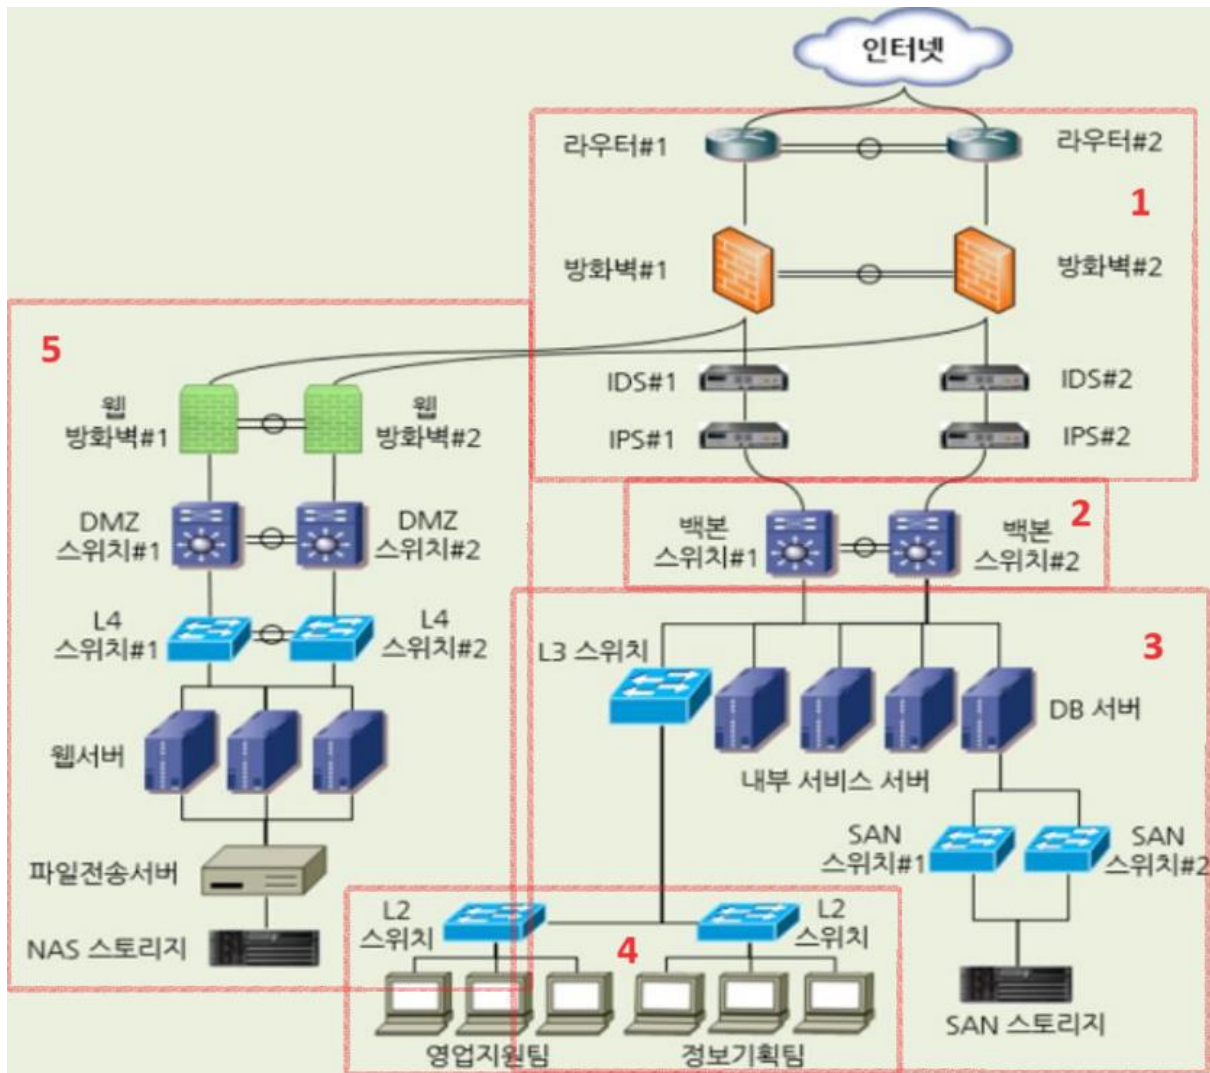 인터넷
라우터#1
라우터#2
1
방화벽#1
방화벽#2
5
IDS#1
IDS#2
웹
방화벽#1
웹
방화벽#2
IPS#1
IPS#2
DMZ
스위치#1
DMZ
스위치#2
백본
스위치#1
백본
스위치#2
2
L4
스위치#1
L4
스위치#2
L3 스위치
3
DB 서버
웹서버
내부 서비스 서버
SAN
스위치#1
SAN
스위치#2
파일전송서버
L2
스위치
L2
스위치
NAS 스토리지
4
SAN 스토리지
영업지원팀
정보기획팀